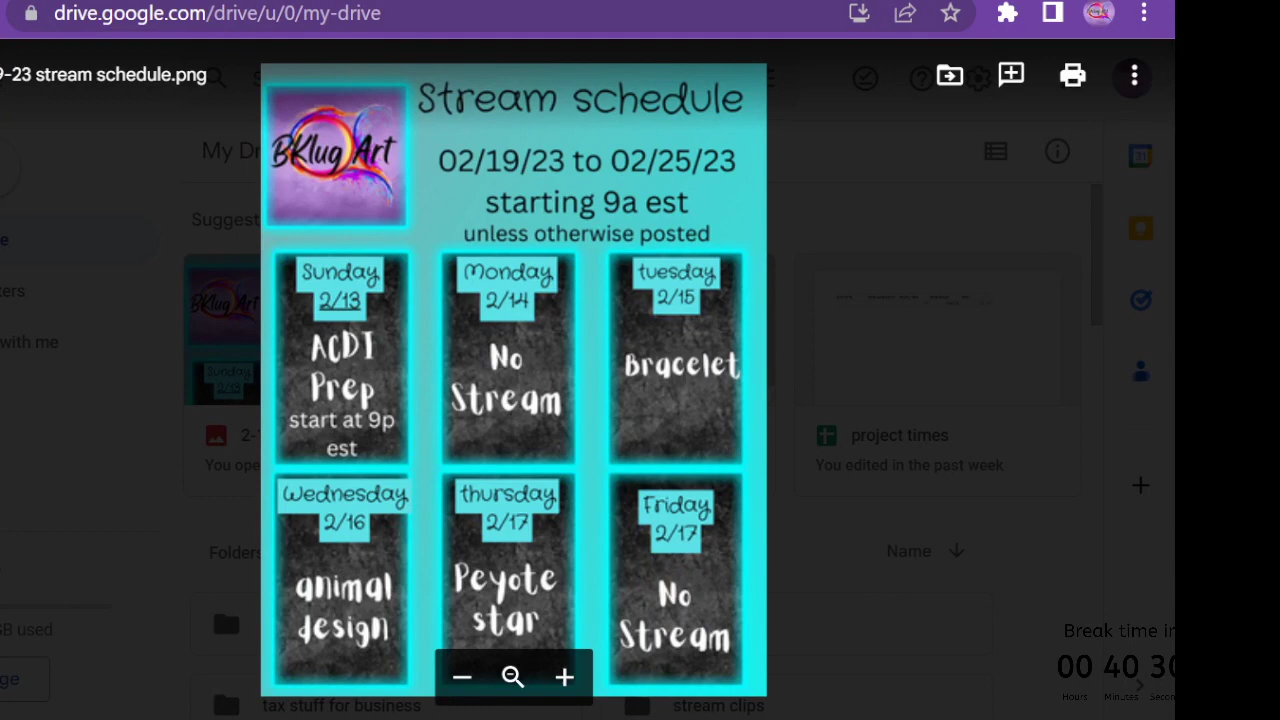 drive.google.com/drive/u/0/my-drive
9-23 stream schedule.png
Stream schedule
BKlug Art
02/19/23 to 02/25/23
starting 9a est
unless otherwise posted
My
Sunday
2/13
ACDI
Prep
start at 9p
est
Monday
2/14
No
Stream
tuesday
2/15
Bracelet
Wednesday
2/16
animal
design
thursday
2/17
Peyote
star
Friday
2/17
No
Stream
with me
project times
You edited in the past week
Folders
Name
GB used
tax stuff for business
stream clips
Break time in
00 40 30
Hours Minutes